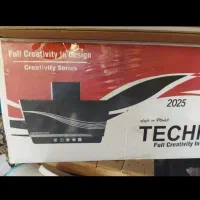 Full Creativity In Design
Creativity Series
2025
TECH
Full Creativity In